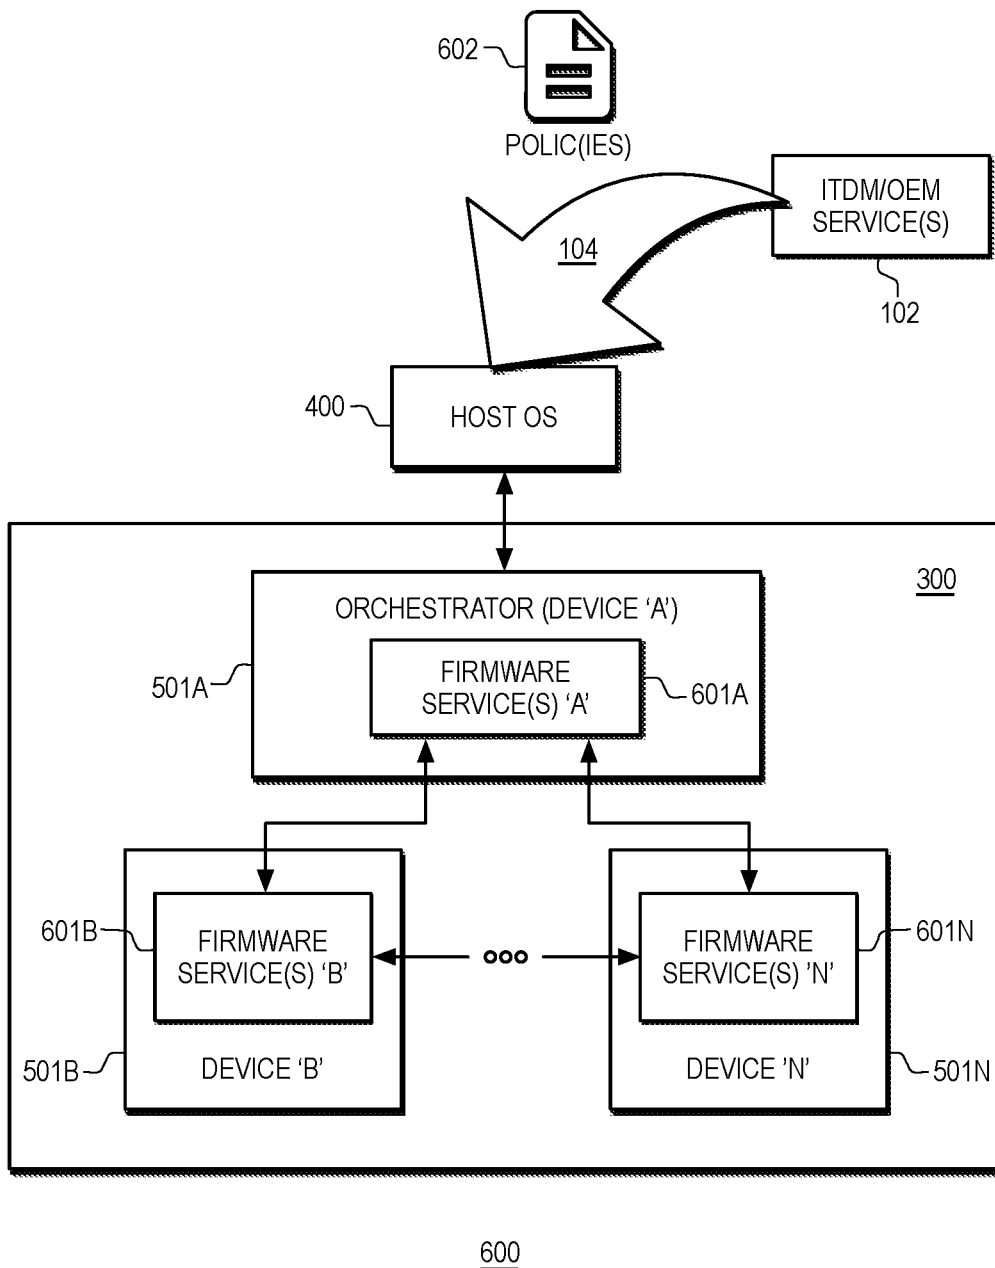 602
POLIC(IES)
ITDM/OEM
SERVICE(S)
104
102
400
HOST OS
300
ORCHESTRATOR (DEVICE ‘A’)
501A
FIRMWARE
SERVICE(S) ‘A’
601A
601B
FIRMWARE
SERVICE(S) ‘B’
601N
FIRMWARE
SERVICE(S) ’N’
501B
DEVICE ‘B’
DEVICE ’N’
501N
600